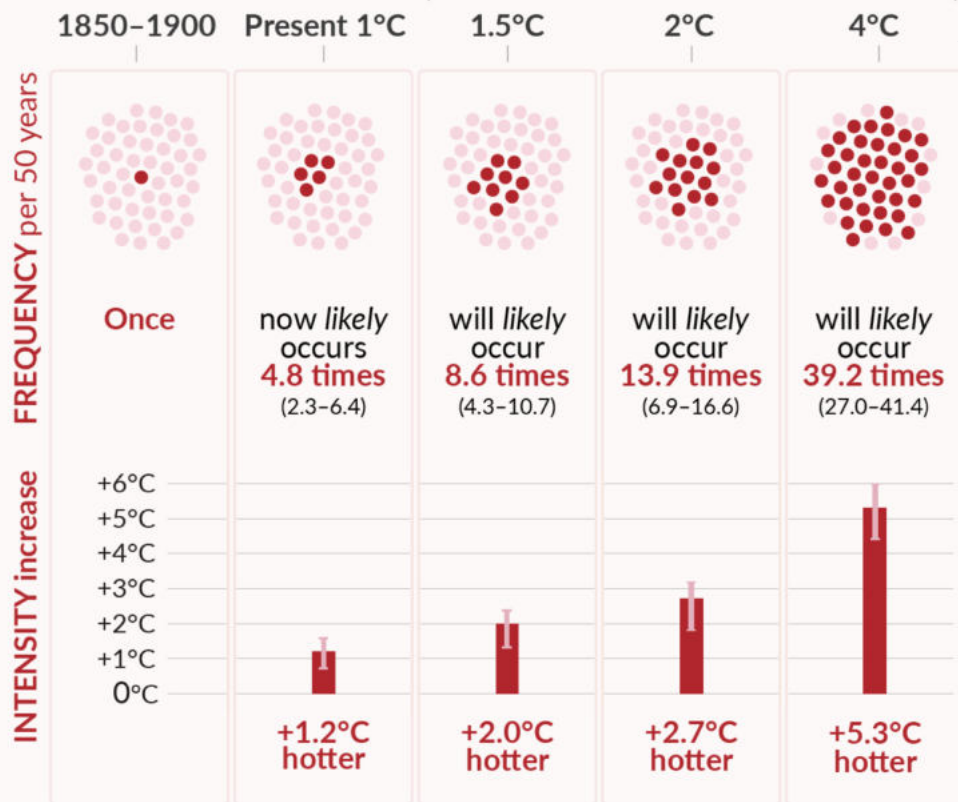 1850–1900
Present 1°C
1.5°C
2°C
4°C
FREQUENCY per 50 years
Once
now likely
occurs
4.8 times
(2.3–6.4)
will likely
occur
8.6 times
(4.3–10.7)
will likely
occur
13.9 times
(6.9–16.6)
will likely
occur
39.2 times
(27.0–41.4)
INTENSITY increase
+6°C
+5°C
+4°C
+3°C
+2°C
+1°C
0°C
+1.2°C
hotter
+2.0°C
hotter
+2.7°C
hotter
+5.3°C
hotter